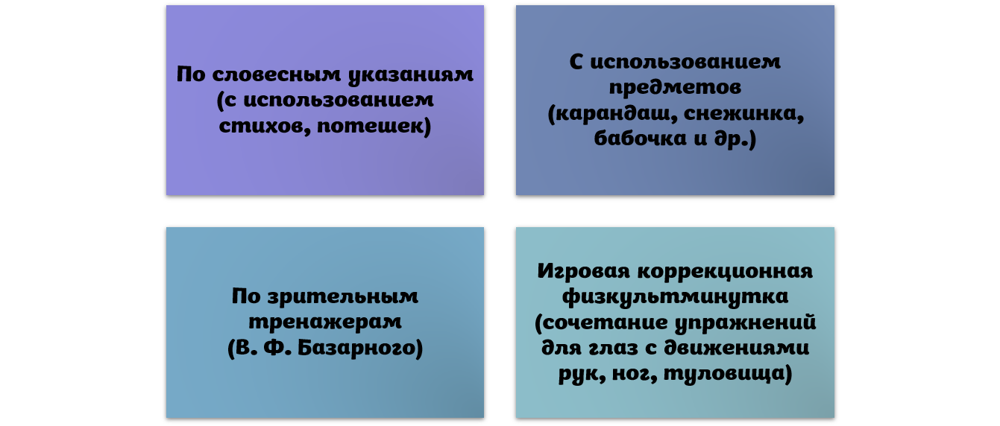 По словесным указаниям
(с использованием
стихов, потешек)
С использованием
предметов
(карандаш, снежинка,
бабочка и др.)
По зрительным
тренажерам
(В. Ф. Базарного)
Игровая коррекционная
физкультминутка
(сочетание упражнений
для глаз с движениями
рук, ног, туловища)